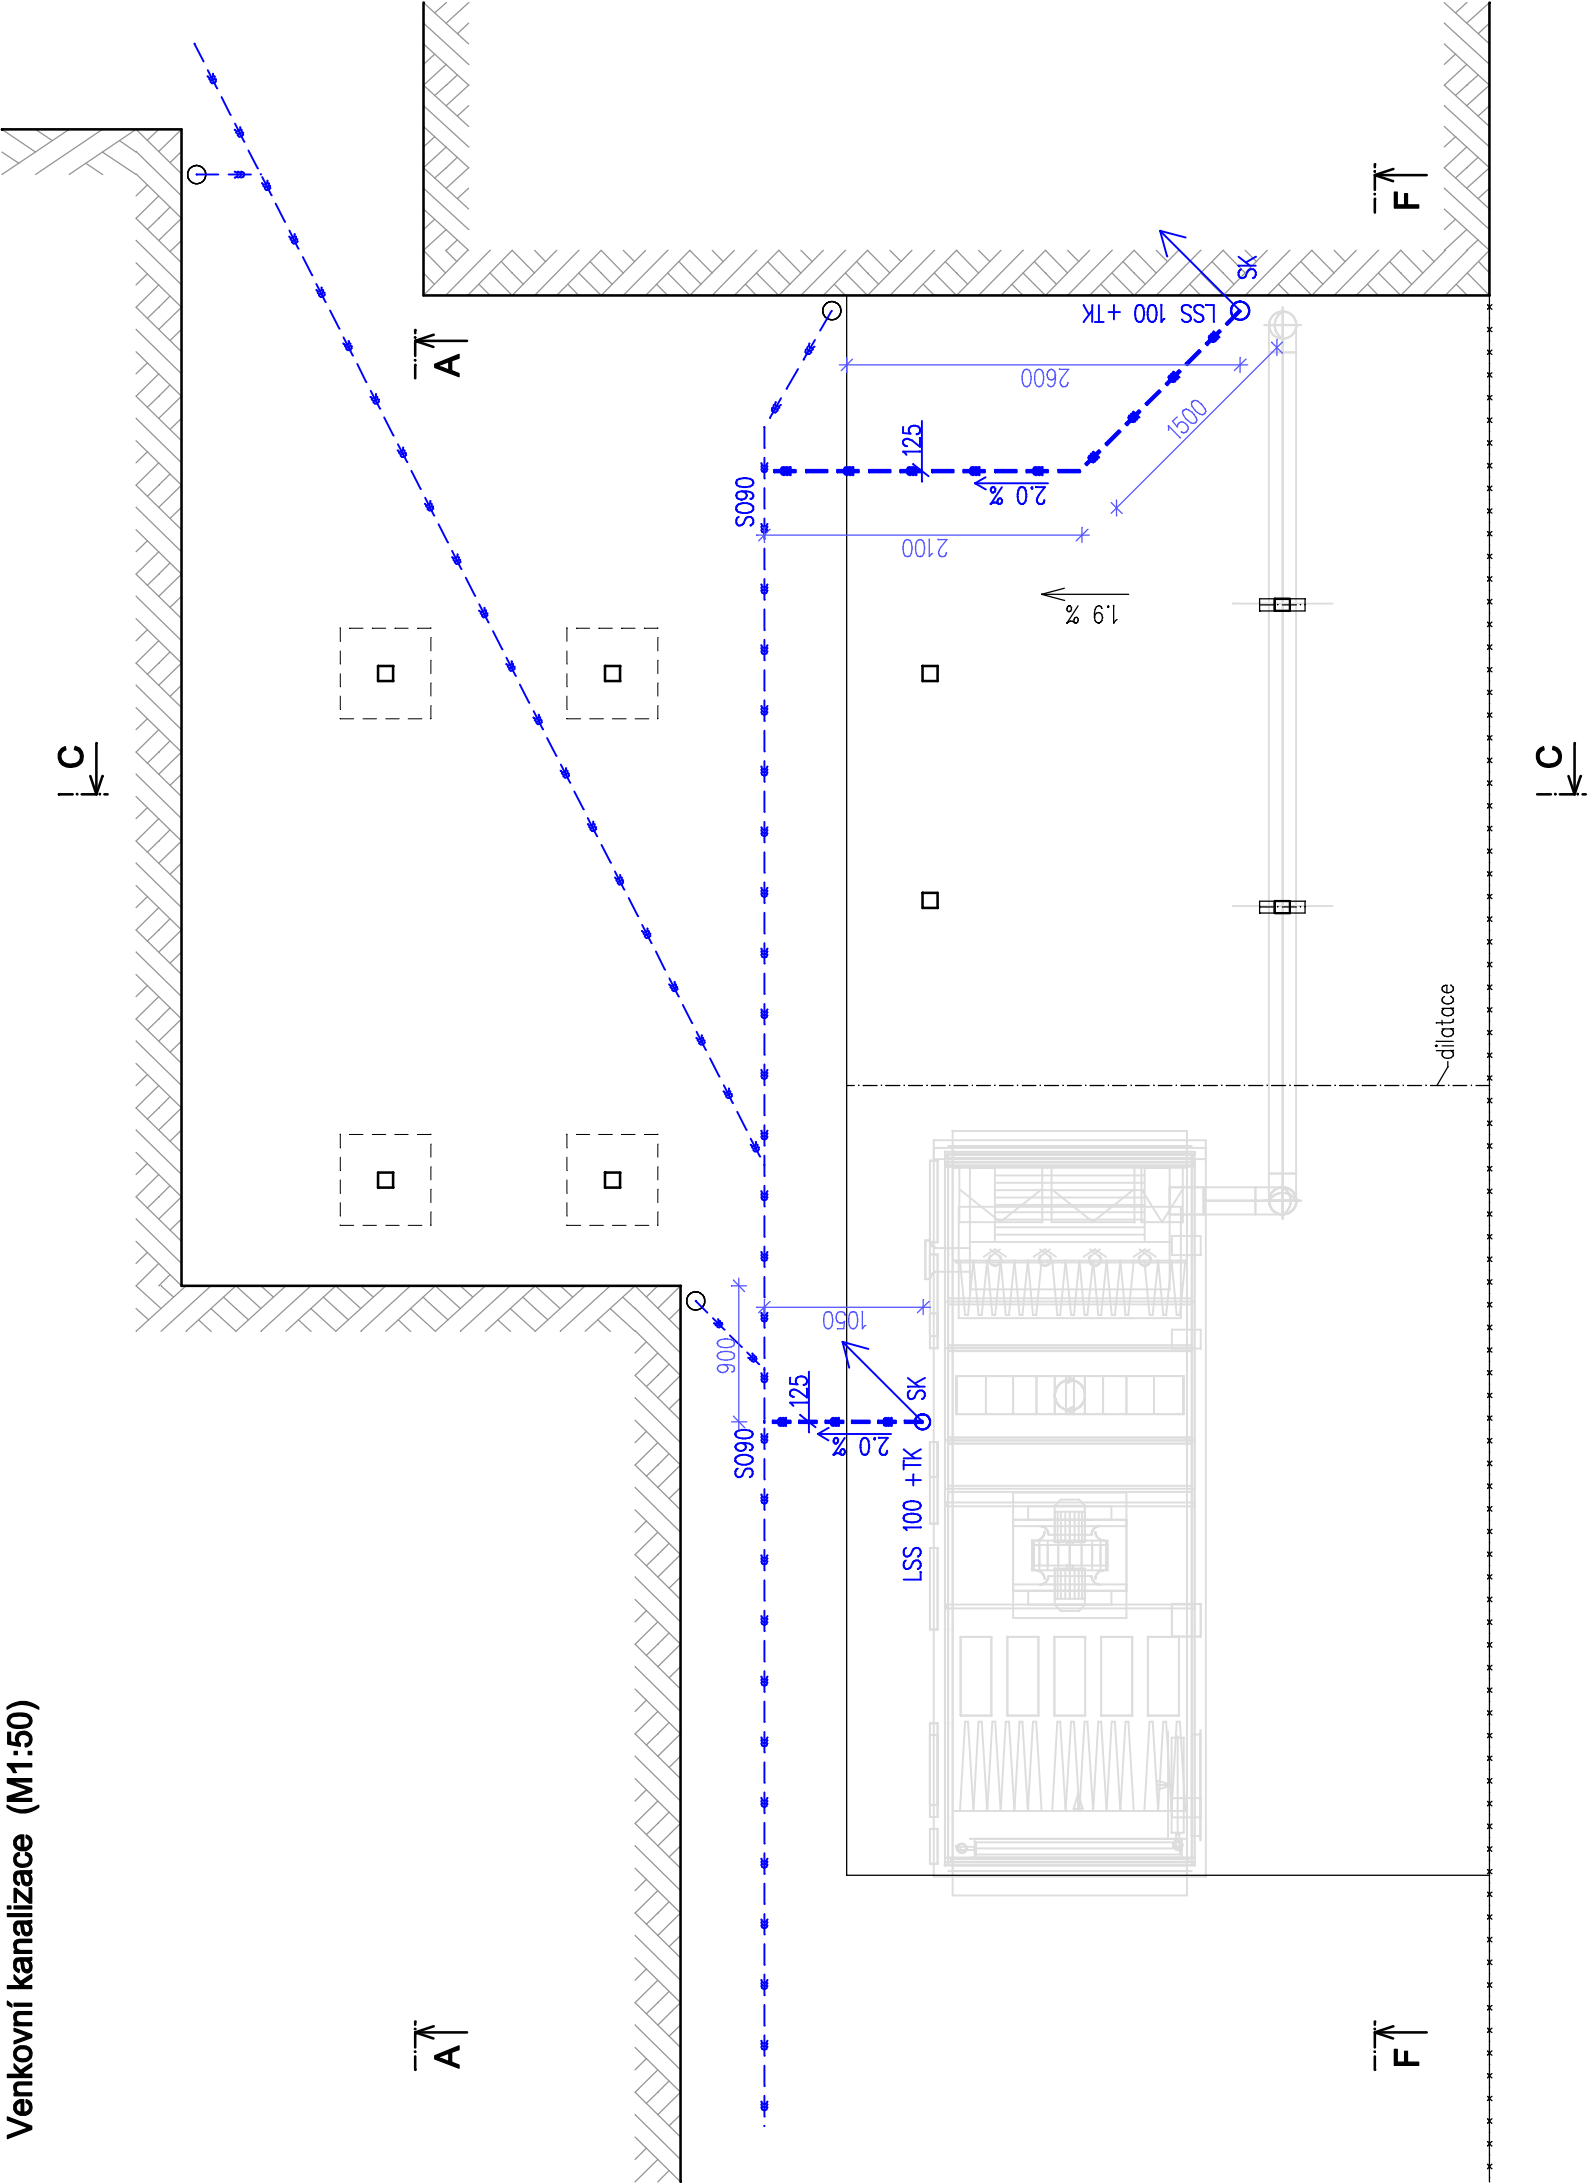 Venkovní kanalizace (M1:50)
C
C
A
A
F
F
SK
LSS 100 +TK
2600
1500
125
2.0 %
SO90
2100
1.9 %
dilatace
1050
900
125
SK
2.0 %
SO90
LSS 100 +TK